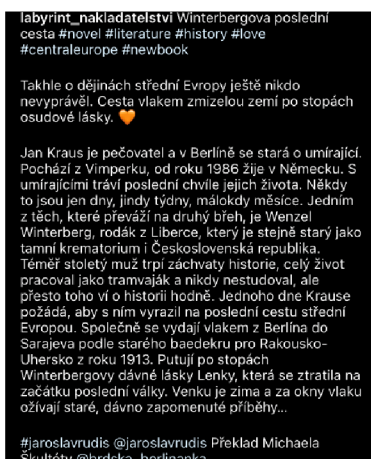 labyrint_nakladatelstvi Winterbergova poslední
cesta #novel #literature #history #love
#centraleurope #newbook
Takhle o dějinách střední Evropy ještě nikdo
nevyprávěl. Cesta vlakem zmizelou zemí po stopách
osudové lásky. 🧡
Jan Kraus je pečovatel a v Berlíně se stará o umírající.
Pochází z Vimperku, od roku 1986 žije v Německu. S
umírajícími tráví poslední chvíle jejich života. Někdy
to jsou jen dny, jindy týdny, málokdy měsíce. Jedním
z těch, které převáží na druhý břeh, je Wenzel
Winterberg, rodák z Liberce, který je stejně starý jako
tamní krematorium i Československá republika.
Téměř stoletý muž trpí záchvaty historie, celý život
pracoval jako tramvaják a nikdy nestudoval, ale
přesto toho ví o historii hodně. Jednoho dne Krause
požádá, aby s ním vyrazil na poslední cestu střední
Evropou. Společně se vydají vlakem z Berlína do
Sarajeva podle starého baedekru pro Rakousko-
Uhersko z roku 1913. Putují po stopách
Winterbergovy dávné lásky Lenky, která se ztratila na
začátku poslední války. Venku je zima a za okny vlaku
ožívají staré, dávno zapomenuté příběhy...
#jaroslavrudis @jaroslavrudis Překlad Michaela
Škultéty @brdska_berlinanka